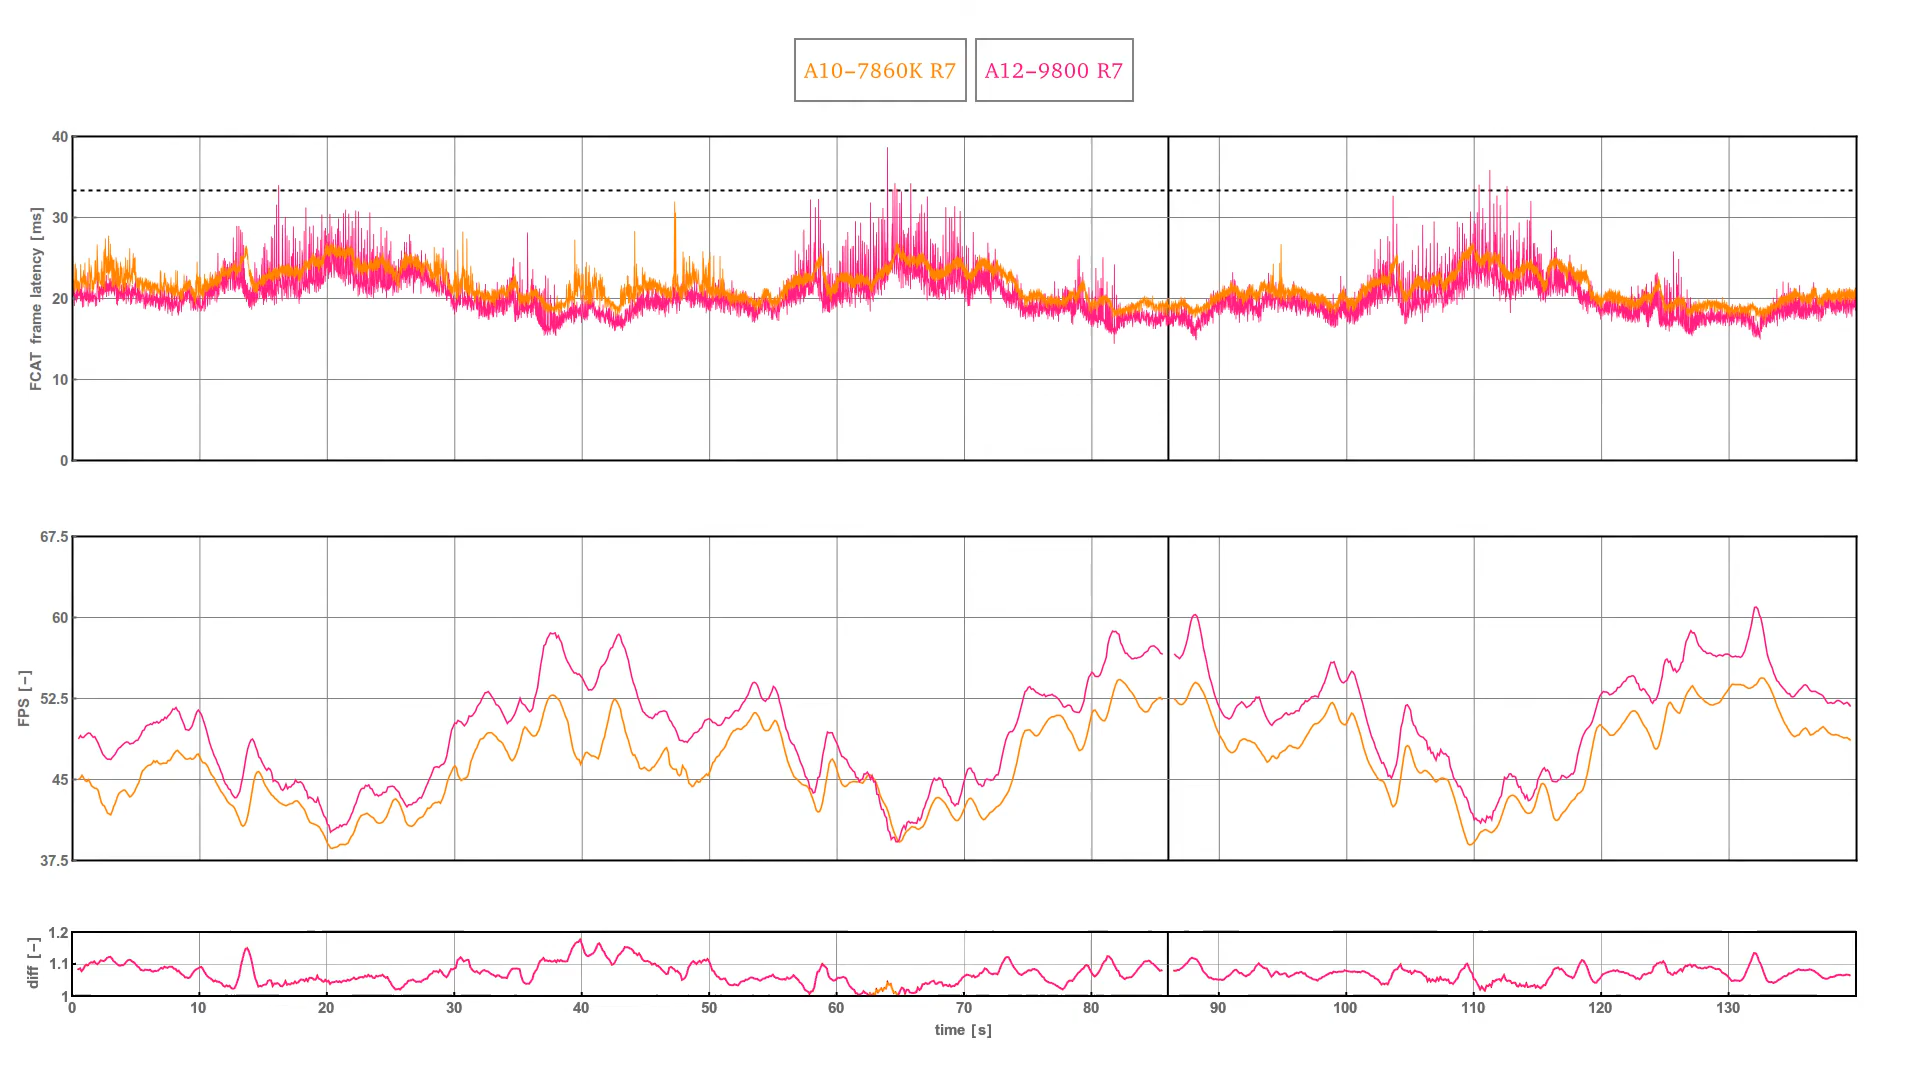 A10−7860K R7 A12−9800 R7
40
30
20
10
0
FCAT frame latency [ms]
67.5
60
52.5
45
37.5
FPS [−]
1.2
1.1
1
diff [−]
0 10 20 30 40 50 60 70 80 90 100 110 120 130
time [s]